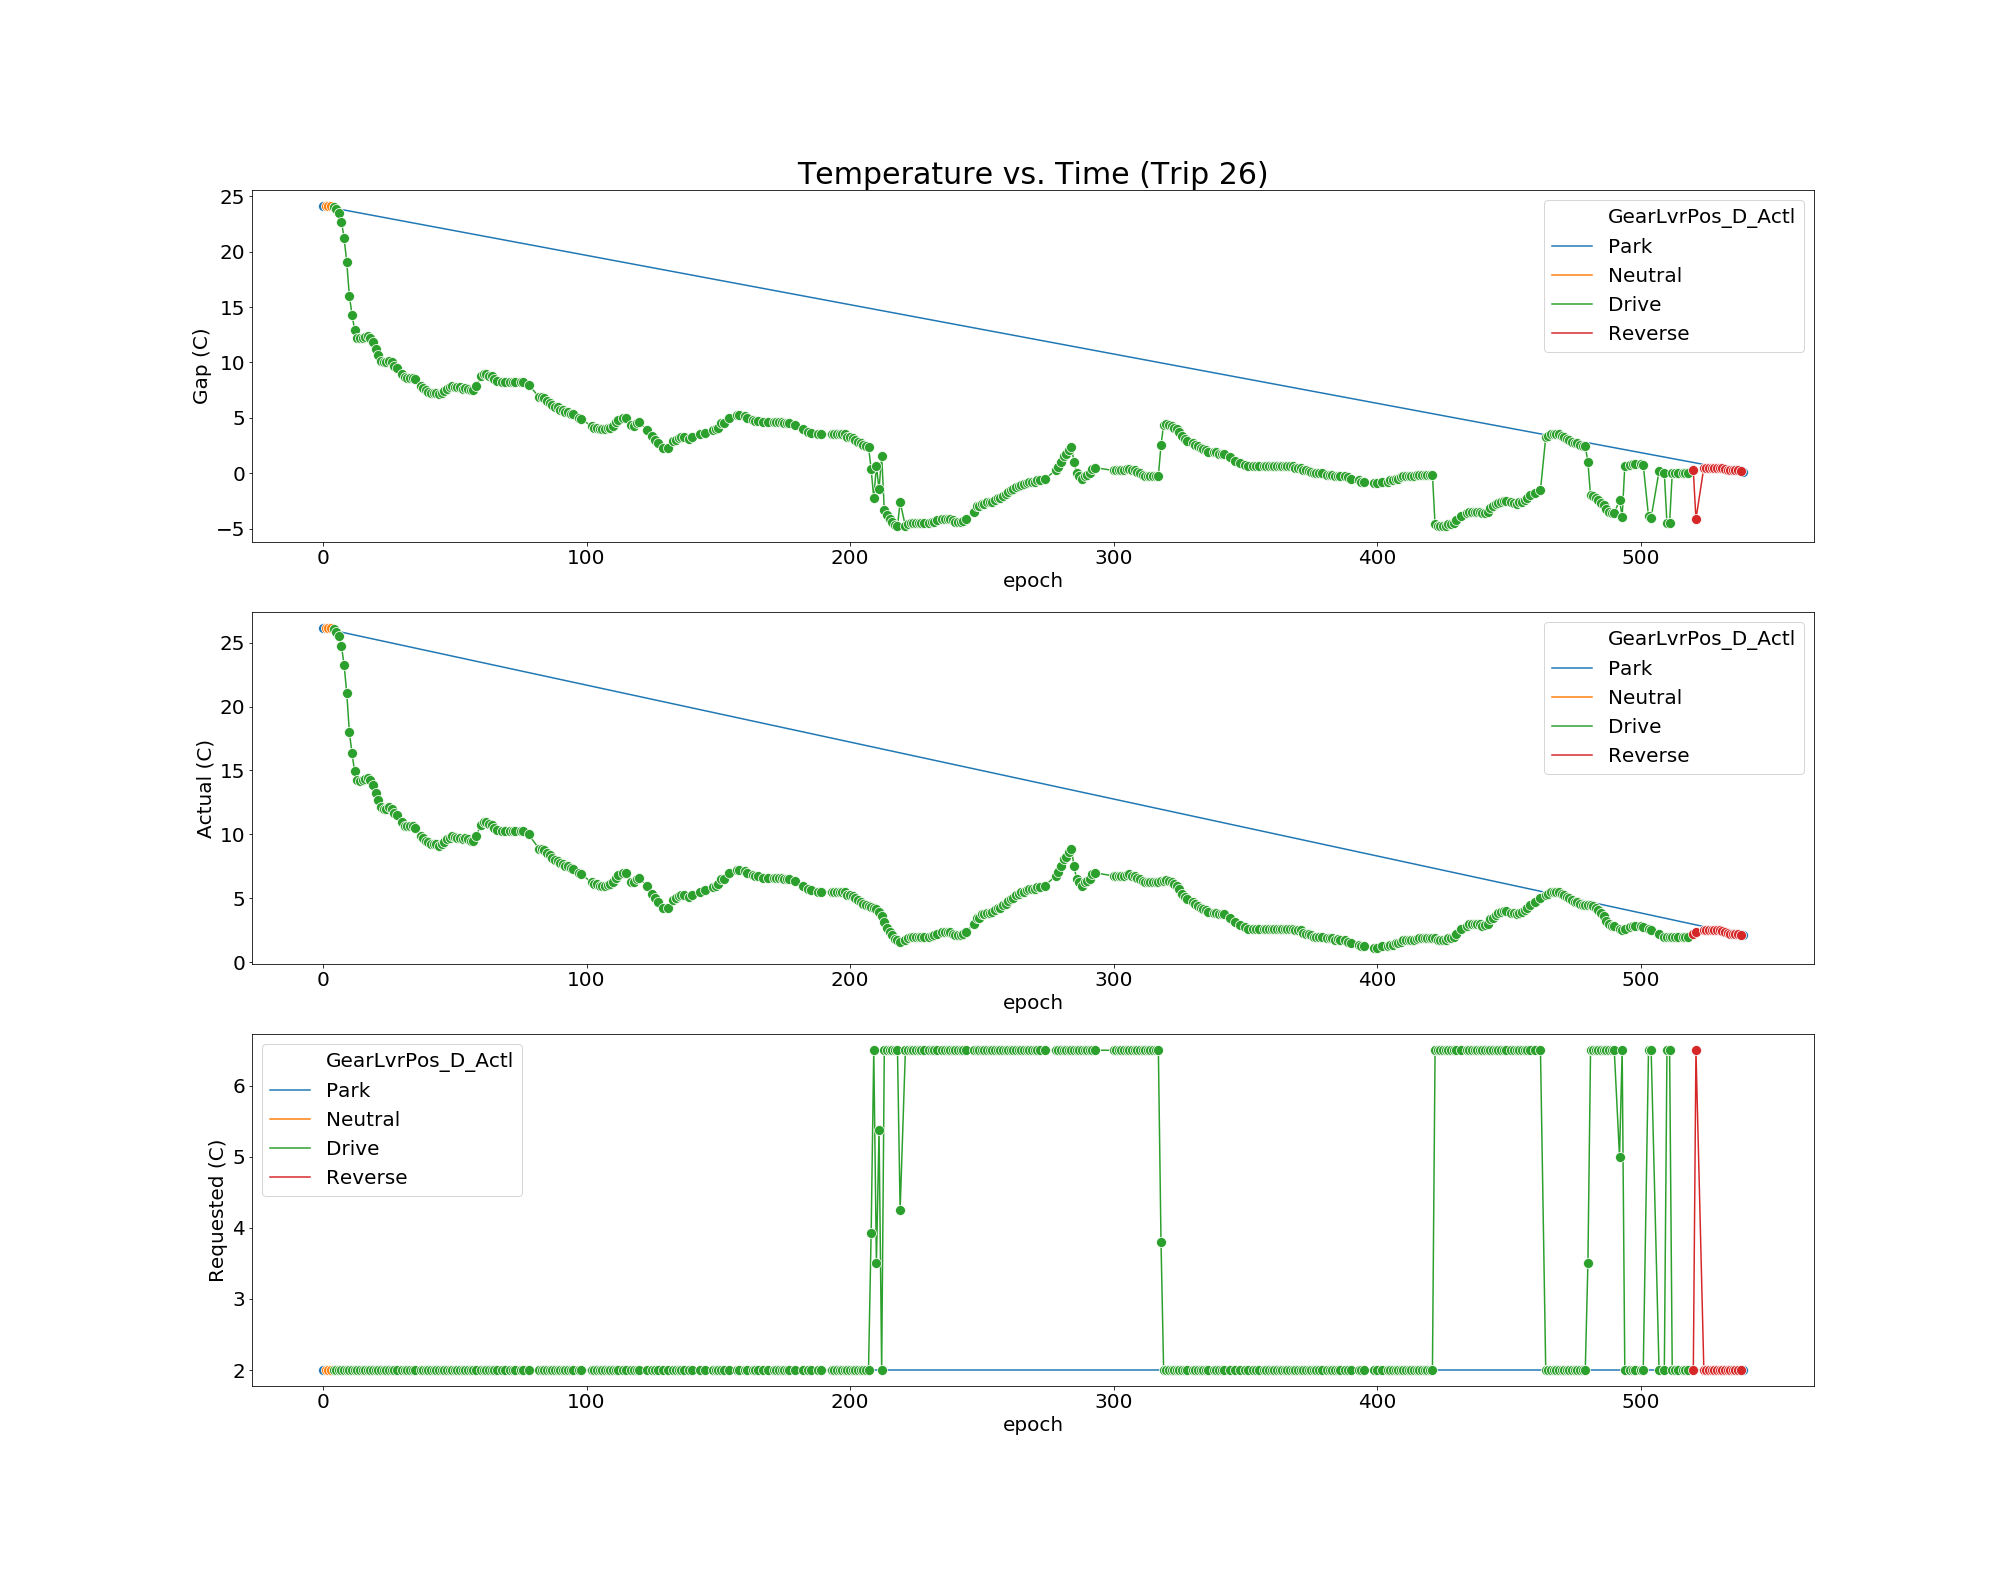 Temperature vs. Time (Trip 26)
Gap (C)
25
20
15
10
5
0
−5
0 100 200 300 400 500
epoch
GearLvrPos_D_Actl
Park
Neutral
Drive
Reverse
Actual (C)
25
20
15
10
5
0
0 100 200 300 400 500
epoch
GearLvrPos_D_Actl
Park
Neutral
Drive
Reverse
Requested (C)
6
5
4
3
2
0 100 200 300 400 500
epoch
GearLvrPos_D_Actl
Park
Neutral
Drive
Reverse